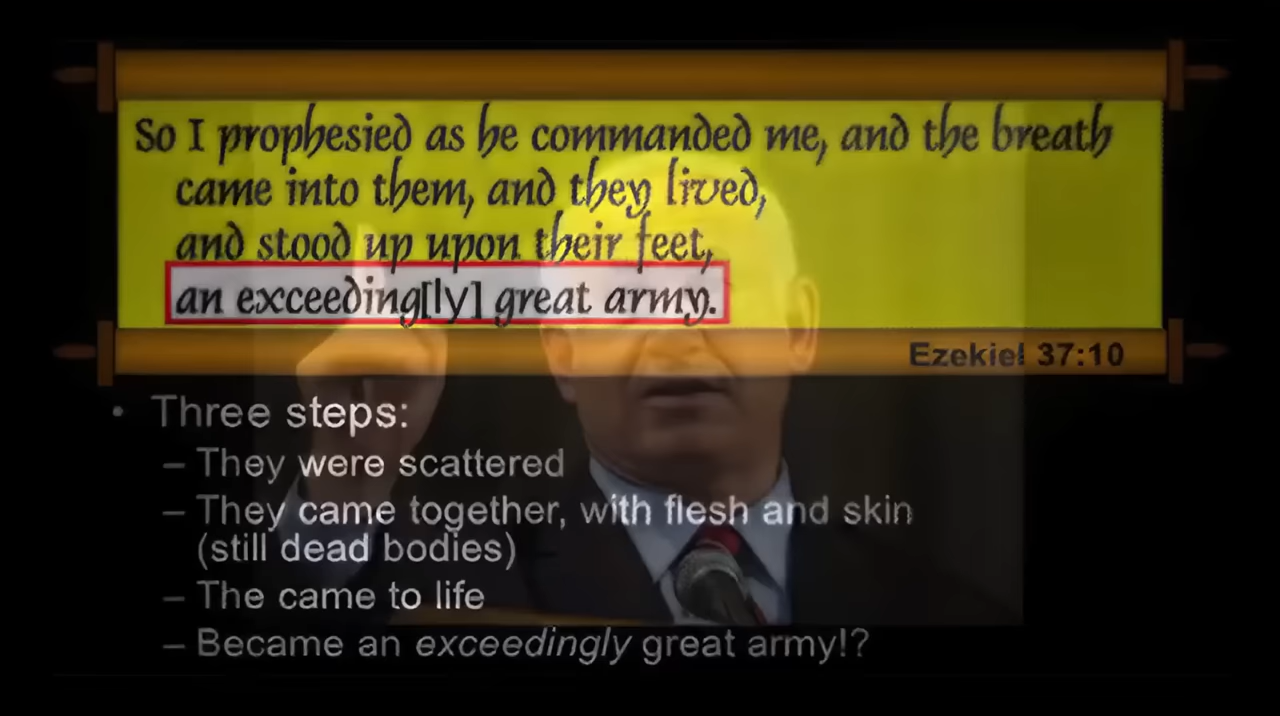 So I prophesied as he commanded me, and the breath
came into them, and they lived,
and stood up upon their feet,
an exceeding[ly] great army.
Ezekiel 37:10
• Three steps:
– They were scattered
– They came together, with flesh and skin
(still dead bodies)
– The came to life
– Became an exceedingly great army!?